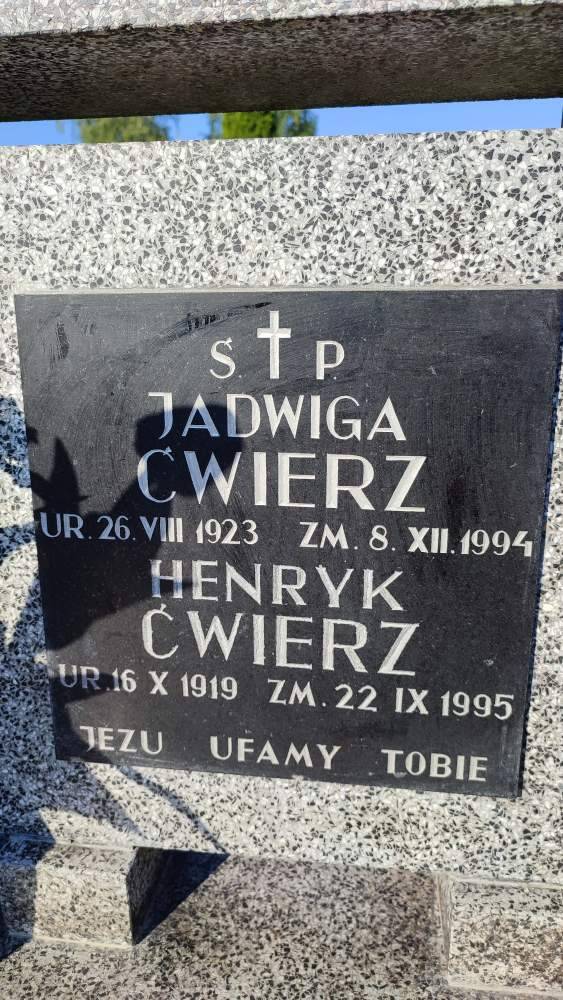 Ś. † P.
JADWIGA
ĆWIERZ
UR. 26. VIII 1923 ZM. 8. XII. 1994
HENRYK
ĆWIERZ
UR. 16 X 1919 ZM. 22 IX 1995
JEZU UFAMY TOBIE